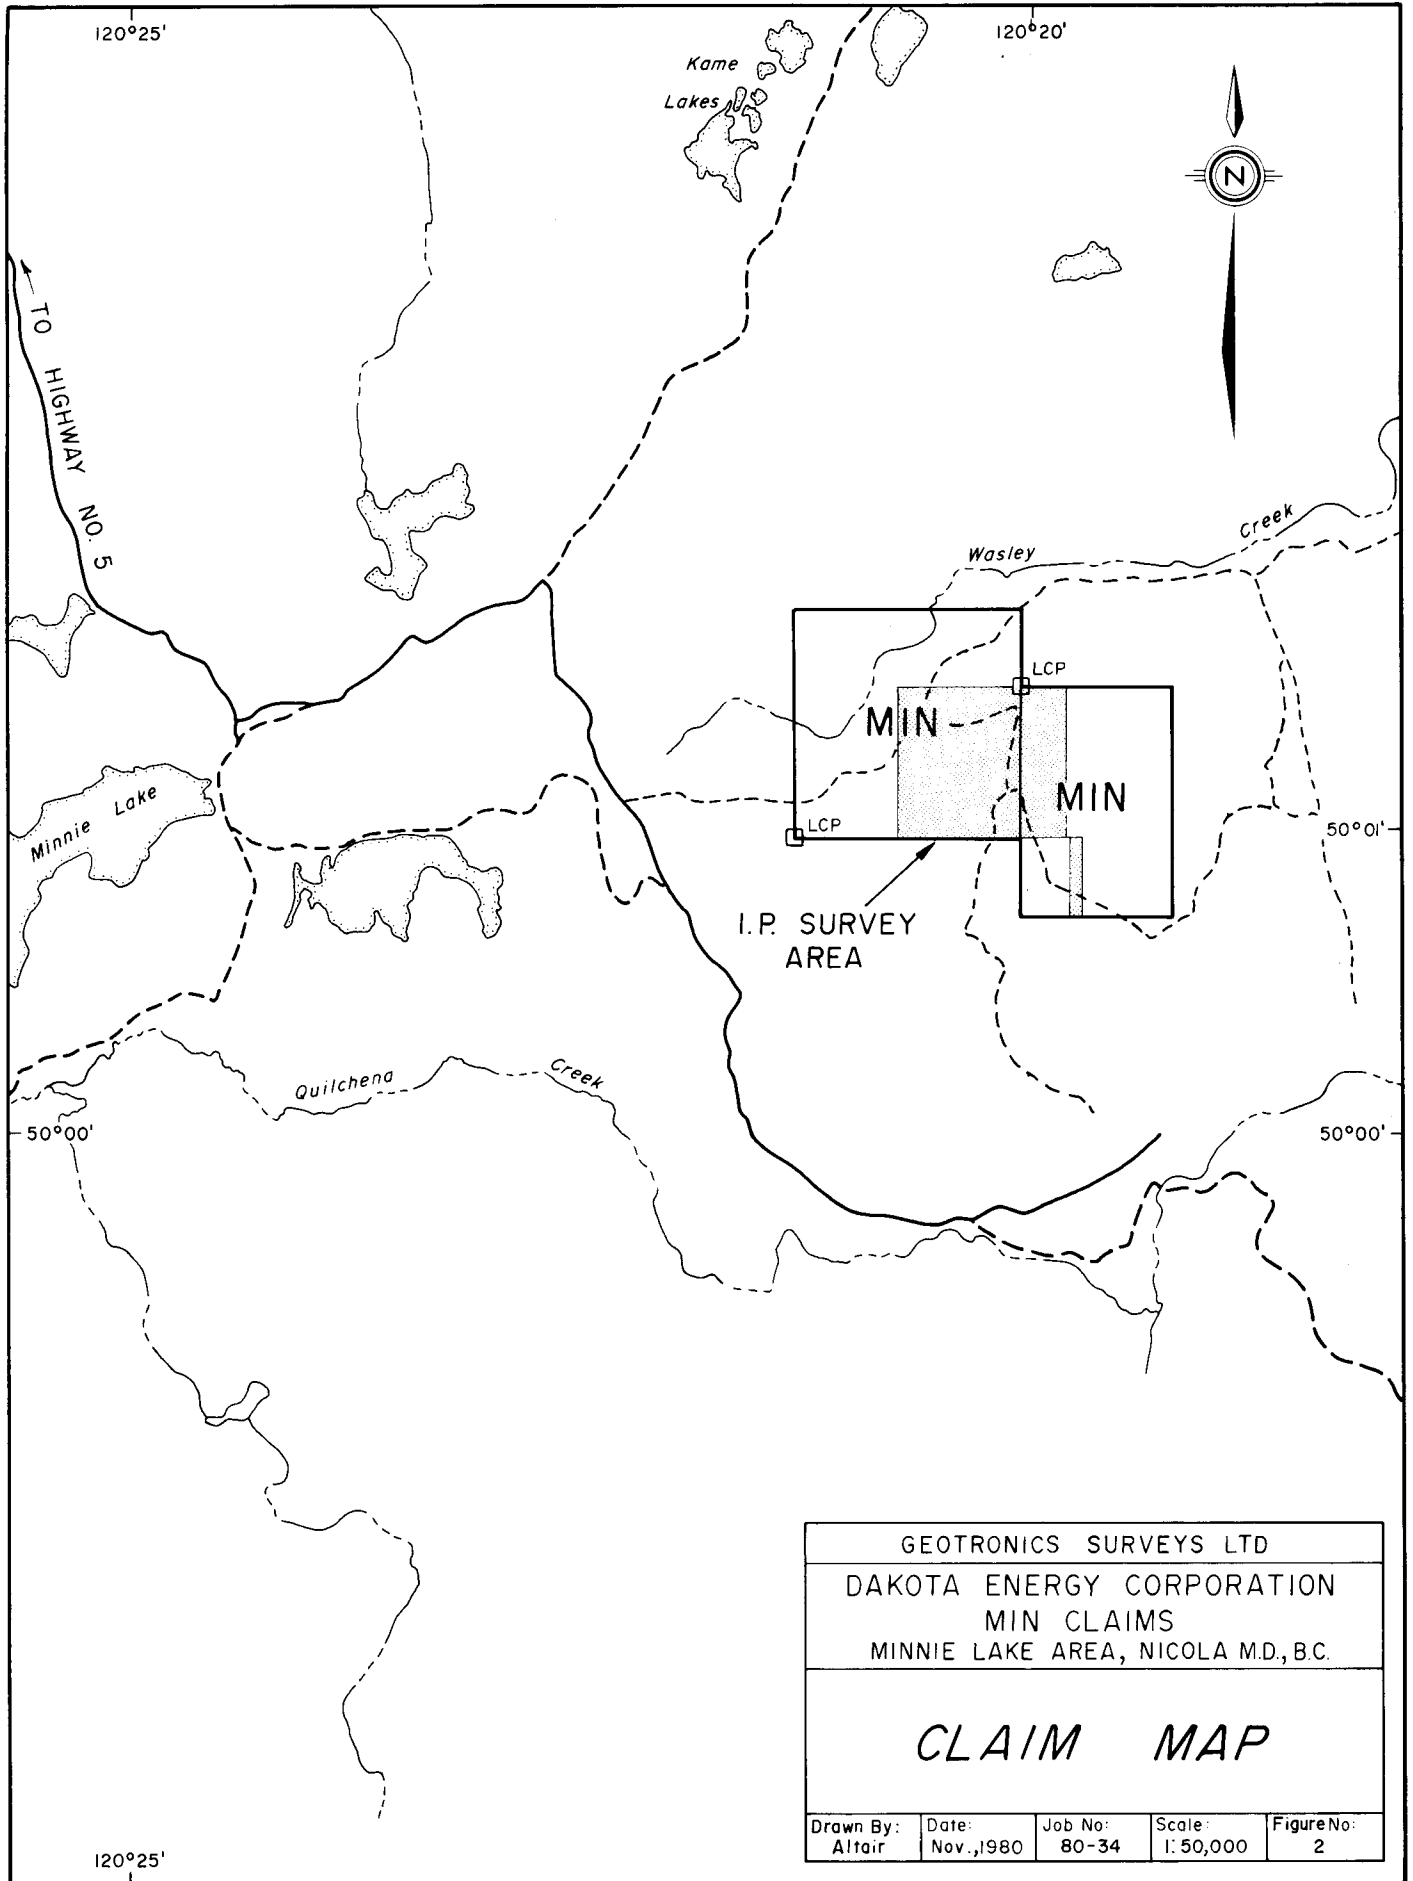 120°25'
120°20'
Kame
Lakes
N
TO HIGHWAY NO. 5
Wasley
Creek
LCP
MIN
MIN
Minnie Lake
LCP
50°01'
I.P. SURVEY
AREA
Quilchena
Creek
50°00'
50°00'
GEOTRONICS SURVEYS LTD
DAKOTA ENERGY CORPORATION
MIN CLAIMS
MINNIE LAKE AREA, NICOLA M.D., B.C.
CLAIM MAP
Drawn By:
Altair
Date:
Nov.,1980
Job No:
80-34
Scale:
1:50,000
Figure No:
2
120°25'